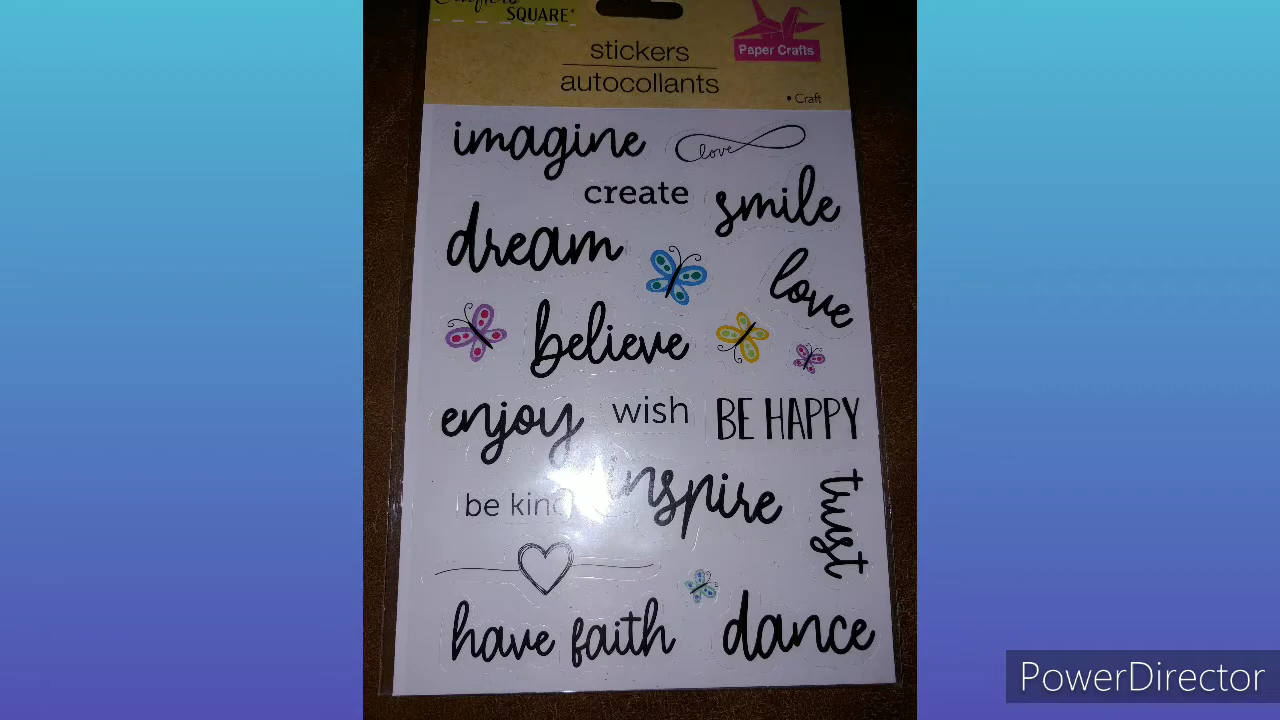 Crafters
SQUARE
stickers
autocollants
Paper Crafts
• Craft
imagine
love
create
smile
dream
love
believe
enjoy
wish
BE HAPPY
be kind
inspire
trust
have faith
dance
PowerDirector